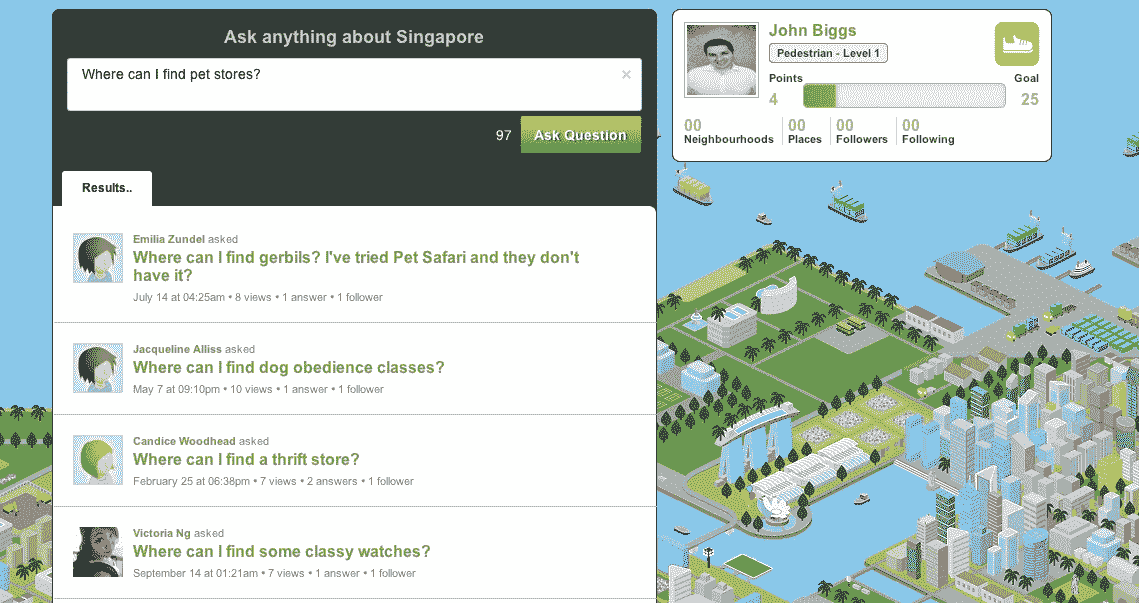 Ask anything about Singapore
Where can I find pet stores?
×
97
Ask Question
Results..
Emilia Zundel asked
Where can I find gerbils? I've tried Pet Safari and they don't
have it?
July 14 at 04:25am • 8 views • 1 answer • 1 follower
Jacqueline Alliss asked
Where can I find dog obedience classes?
May 7 at 09:10pm • 10 views • 1 answer • 1 follower
Candice Woodhead asked
Where can I find a thrift store?
February 25 at 06:38pm • 7 views • 2 answers • 1 follower
Victoria Ng asked
Where can I find some classy watches?
September 14 at 01:21am • 7 views • 1 answer • 1 follower
John Biggs
Pedestrian - Level 1
Points Goal
4 25
00 00 00 00
Neighbourhoods Places Followers Following